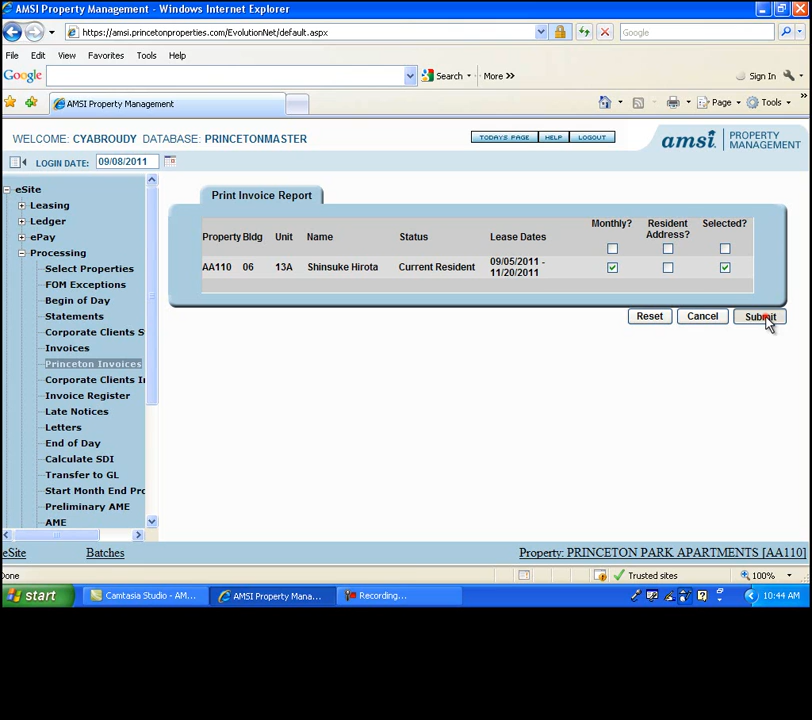 AMSI Property Management - Windows Internet Explorer
https://amsi.princetonproperties.com/EvolutionNet/default.aspx
Google
File Edit View Favorites Tools Help
Google Search More >> Sign In
AMSI Property Management
Page Tools
WELCOME: CYABROUDY DATABASE: PRINCETONMASTER
TODAYS PAGE HELP LOGOUT
amsi. PROPERTY MANAGEMENT
LOGIN DATE: 09/08/2011
eSite
Leasing
Ledger
ePay
Processing
Select Properties
FOM Exceptions
Begin of Day
Statements
Corporate Clients S
Invoices
Princeton Invoices
Corporate Clients I
Invoice Register
Late Notices
Letters
End of Day
Calculate SDI
Transfer to GL
Start Month End Pro
Preliminary AME
AME
Print Invoice Report
Property Bldg Unit Name Status Lease Dates Monthly? Resident Address? Selected?
AA110 06 13A Shinsuke Hirota Current Resident 09/05/2011 - 11/20/2011
Reset Cancel Submit
eSite Batches Property: PRINCETON PARK APARTMENTS [AA110]
Done Trusted sites 100%
start Camtasia Studio - AM... AMSI Property Mana... Recording... 10:44 AM